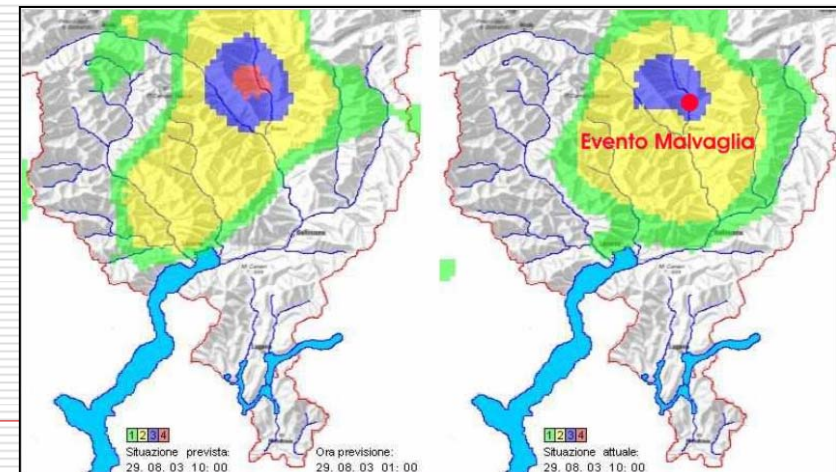 Evento Malvaglia
1 2 3 4
Situazione prevista:
29. 08. 03 10: 00
Ora previsione:
29. 08. 03 01: 00
1 2 3 4
Situazione attuale:
29. 08. 03 10: 00